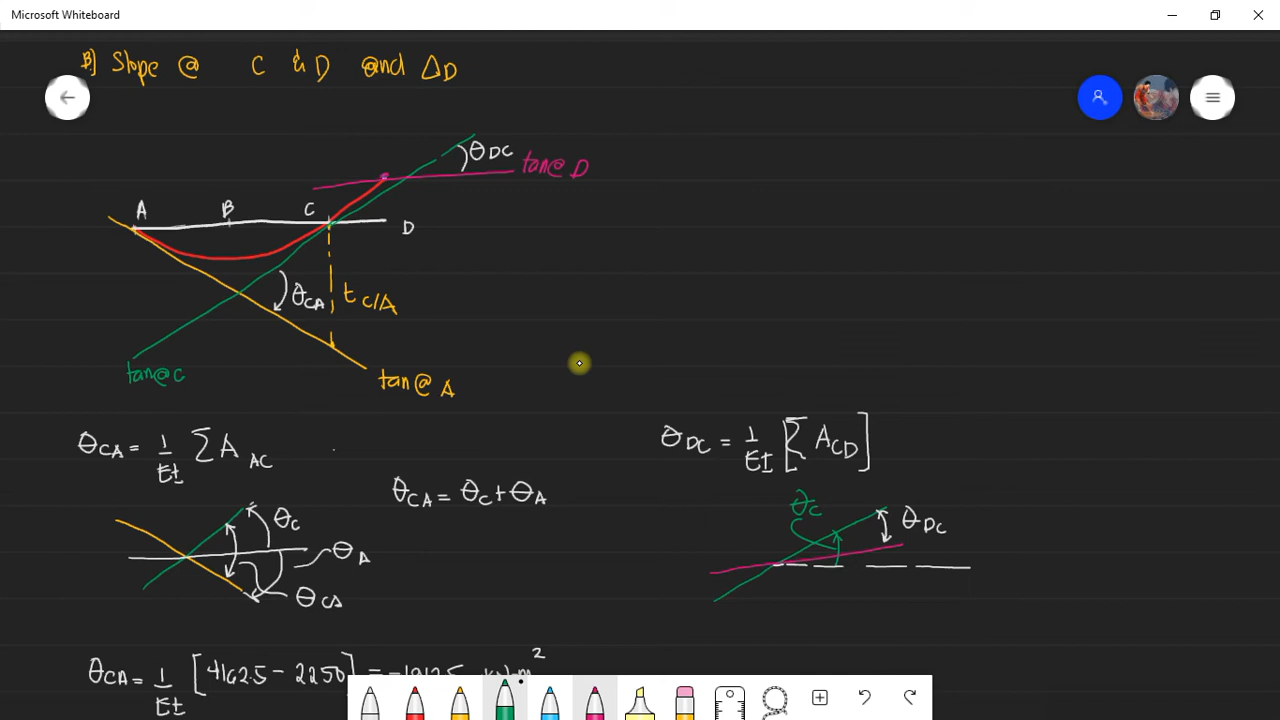 Microsoft Whiteboard
B) Slope @ C & D and ΔD
θDC
tan@D
A B C D
θCA
t C/A
tan@C
tan@A
θCA = 1/EI Σ A AC
θCA = θC + θA
θC
θA
θCA
θDC = 1/EI [Σ ACD]
θC
θDC
θCA = 1/EI [4162.5 - 2250]